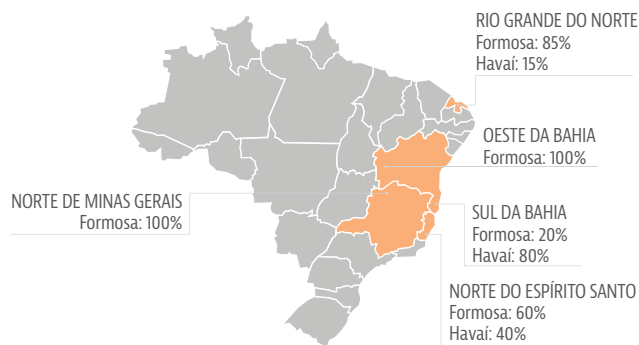 RIO GRANDE DO NORTE
Formosa: 85%
Havaí: 15%
OESTE DA BAHIA
Formosa: 100%
NORTE DE MINAS GERAIS
Formosa: 100%
SUL DA BAHIA
Formosa: 20%
Havaí: 80%
NORTE DO ESPÍRITO SANTO
Formosa: 60%
Havaí: 40%